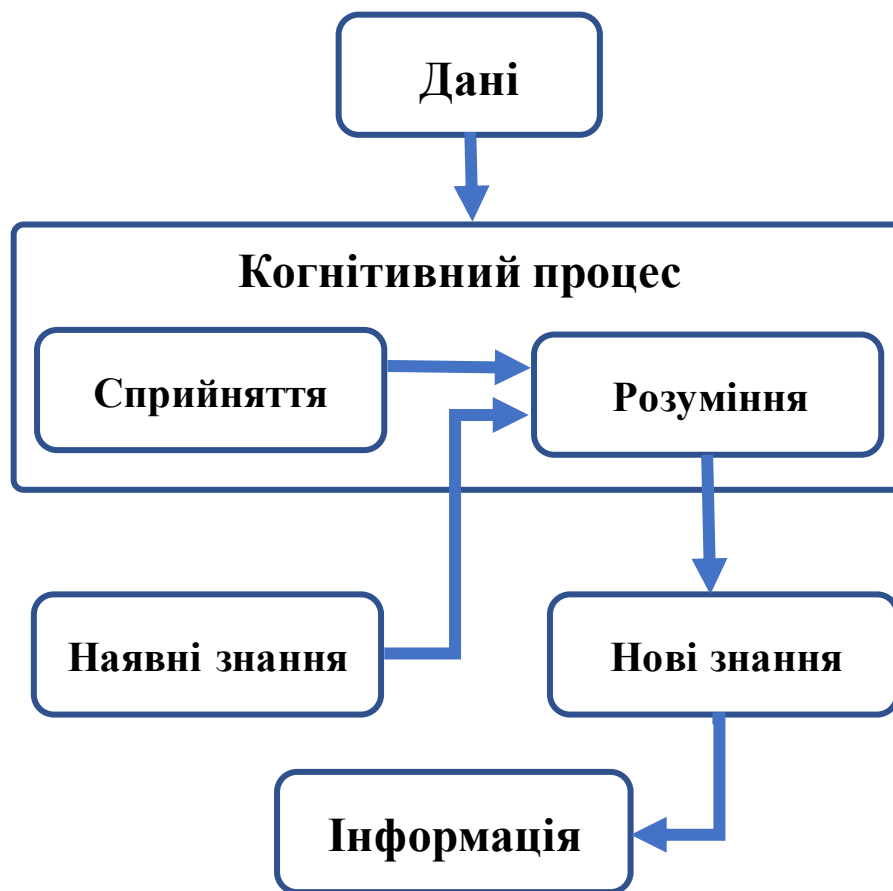 Дані
Когнітивний процес
Сприйняття
Розуміння
Наявні знання
Нові знання
Інформація